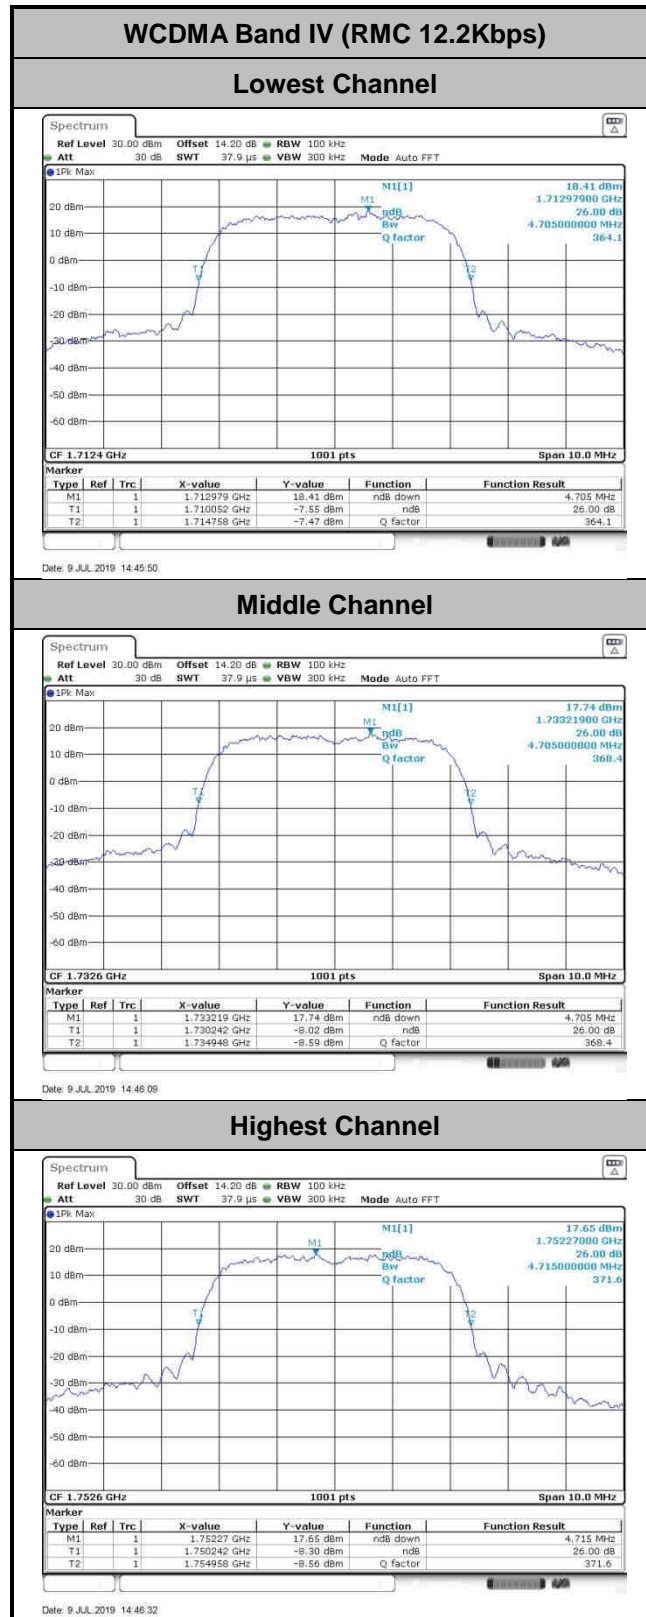 WCDMA Band IV (RMC 12.2Kbps)
Lowest Channel
Spectrum
Ref Level 30.00 dBm Offset 14.20 dB RBW 100 kHz
Att 30 dB SWT 37.9 µs VBW 300 kHz Mode Auto FFT
1Pk Max
M1[1] 18.41 dBm
1.71297900 GHz
M1
ndB 26.00 dB
Bw 4.705000000 MHz
Q factor 364.1
20 dBm
10 dBm
0 dBm
T1 T2
-10 dBm
-20 dBm
-30 dBm
-40 dBm
-50 dBm
-60 dBm
CF 1.7124 GHz 1001 pts Span 10.0 MHz
Marker
Type Ref Trc X-value Y-value Function Function Result
M1 1 1.712979 GHz 18.41 dBm ndB down 4.705 MHz
T1 1 1.710052 GHz -7.55 dBm ndB 26.00 dB
T2 1 1.714758 GHz -7.47 dBm Q factor 364.1
Date: 9.JUL.2019 14:45:50
Middle Channel
Spectrum
Ref Level 30.00 dBm Offset 14.20 dB RBW 100 kHz
Att 30 dB SWT 37.9 µs VBW 300 kHz Mode Auto FFT
1Pk Max
M1[1] 17.74 dBm
1.73321900 GHz
M1
ndB 26.00 dB
Bw 4.705000000 MHz
Q factor 368.4
20 dBm
10 dBm
0 dBm
T1 T2
-10 dBm
-20 dBm
-30 dBm
-40 dBm
-50 dBm
-60 dBm
CF 1.7326 GHz 1001 pts Span 10.0 MHz
Marker
Type Ref Trc X-value Y-value Function Function Result
M1 1 1.733219 GHz 17.74 dBm ndB down 4.705 MHz
T1 1 1.730242 GHz -8.02 dBm ndB 26.00 dB
T2 1 1.734948 GHz -8.59 dBm Q factor 368.4
Date: 9.JUL.2019 14:46:09
Highest Channel
Spectrum
Ref Level 30.00 dBm Offset 14.20 dB RBW 100 kHz
Att 30 dB SWT 37.9 µs VBW 300 kHz Mode Auto FFT
1Pk Max
M1[1] 17.65 dBm
1.75227000 GHz
M1
ndB 26.00 dB
Bw 4.715000000 MHz
Q factor 371.6
20 dBm
10 dBm
0 dBm
T1 T2
-10 dBm
-20 dBm
-30 dBm
-40 dBm
-50 dBm
-60 dBm
CF 1.7526 GHz 1001 pts Span 10.0 MHz
Marker
Type Ref Trc X-value Y-value Function Function Result
M1 1 1.75227 GHz 17.65 dBm ndB down 4.715 MHz
T1 1 1.750242 GHz -8.30 dBm ndB 26.00 dB
T2 1 1.754958 GHz -8.56 dBm Q factor 371.6
Date: 9.JUL.2019 14:46:32